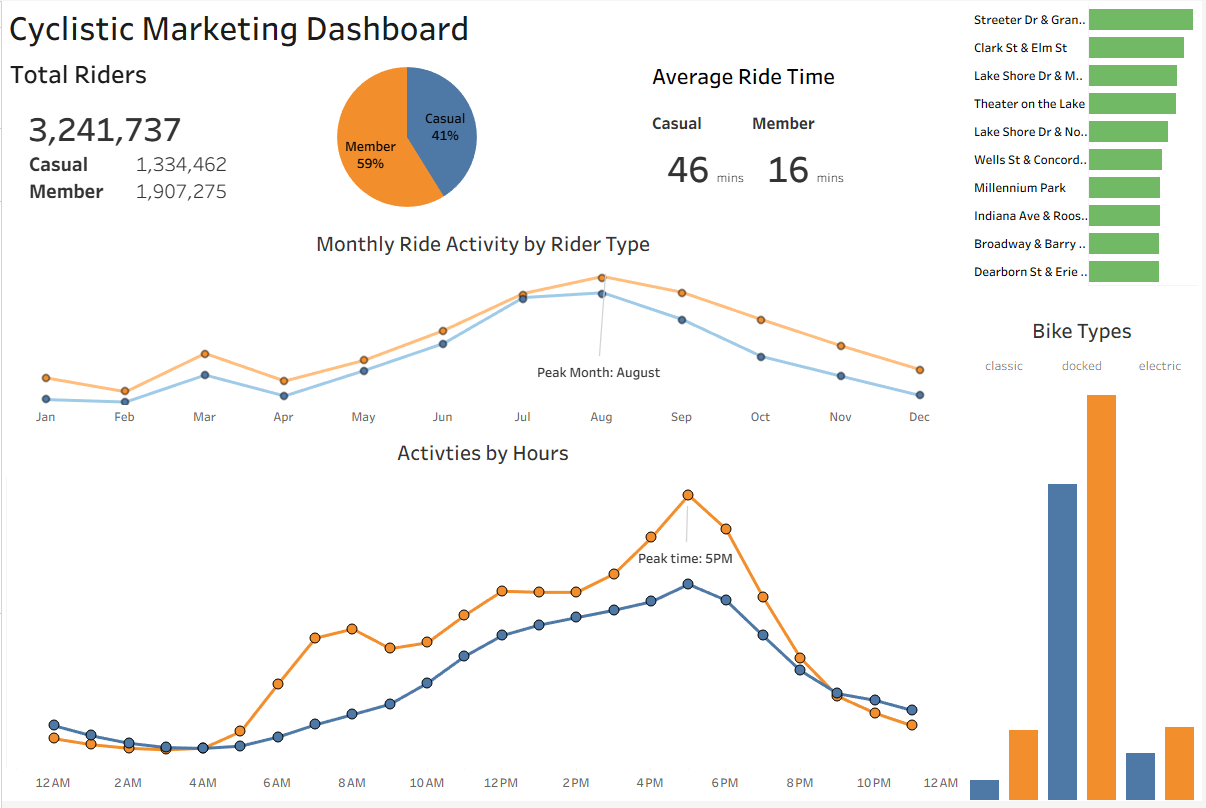 Cyclistic Marketing Dashboard
Total Riders
3,241,737
Casual 1,334,462
Member 1,907,275
Casual
41%
Member
59%
Average Ride Time
Casual Member
46 mins 16 mins
Streeter Dr & Gran..
Clark St & Elm St
Lake Shore Dr & M..
Theater on the Lake
Lake Shore Dr & No..
Wells St & Concord..
Millennium Park
Indiana Ave & Roos..
Broadway & Barry ..
Dearborn St & Erie ..
Monthly Ride Activity by Rider Type
Peak Month: August
Jan Feb Mar Apr May Jun Jul Aug Sep Oct Nov Dec
Bike Types
classic docked electric
Activties by Hours
Peak time: 5PM
12 AM 2 AM 4 AM 6 AM 8 AM 10 AM 12 PM 2 PM 4 PM 6 PM 8 PM 10 PM 12 AM